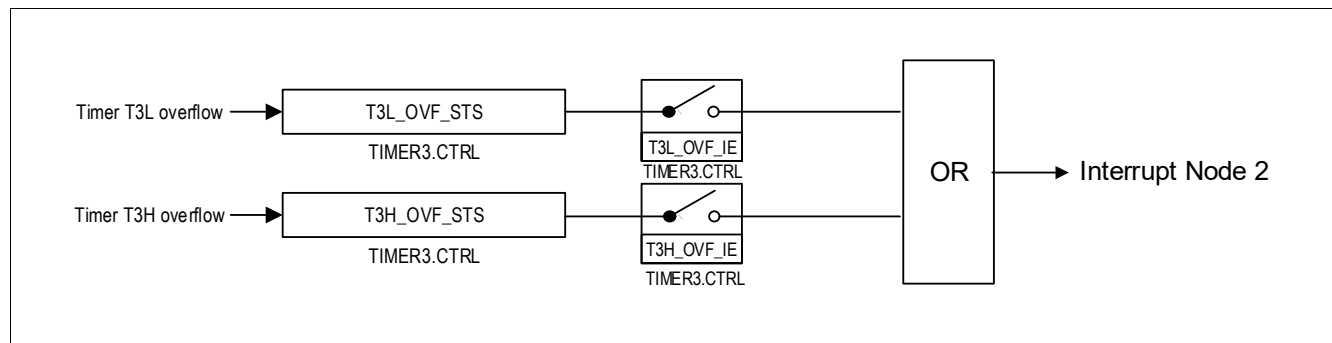 Timer T3L overflow
T3L_OVF_STS
TIMER3.CTRL
T3L_OVF_IE
TIMER3.CTRL
Timer T3H overflow
T3H_OVF_STS
TIMER3.CTRL
T3H_OVF_IE
TIMER3.CTRL
OR
Interrupt Node 2